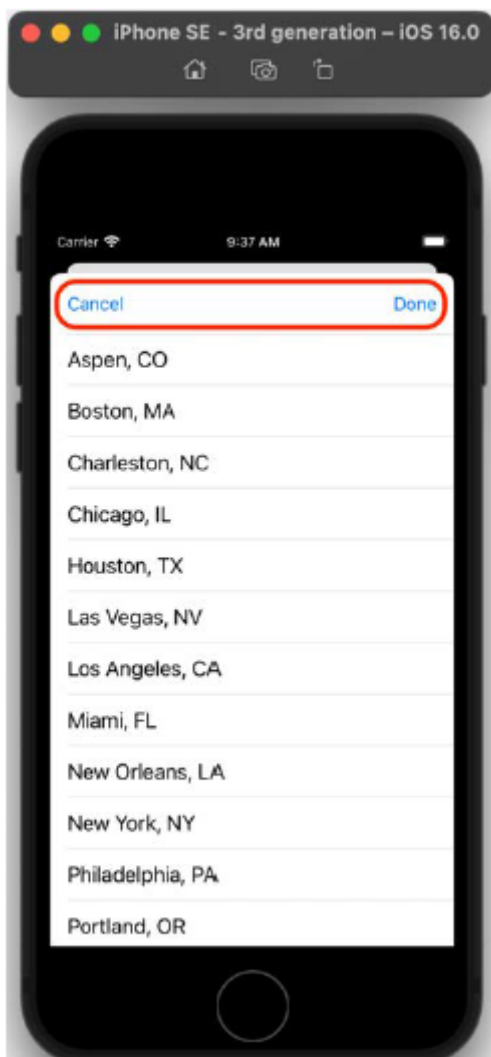 iPhone SE - 3rd generation – iOS 16.0
Carrier 9:37 AM
Cancel Done
Aspen, CO
Boston, MA
Charleston, NC
Chicago, IL
Houston, TX
Las Vegas, NV
Los Angeles, CA
Miami, FL
New Orleans, LA
New York, NY
Philadelphia, PA
Portland, OR